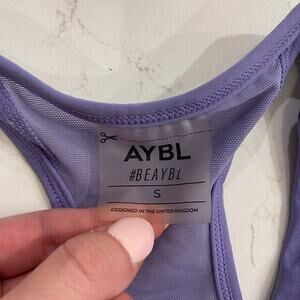 AYBL
#BEAYBL
S
DESIGNED IN THE UNITED KINGDOM